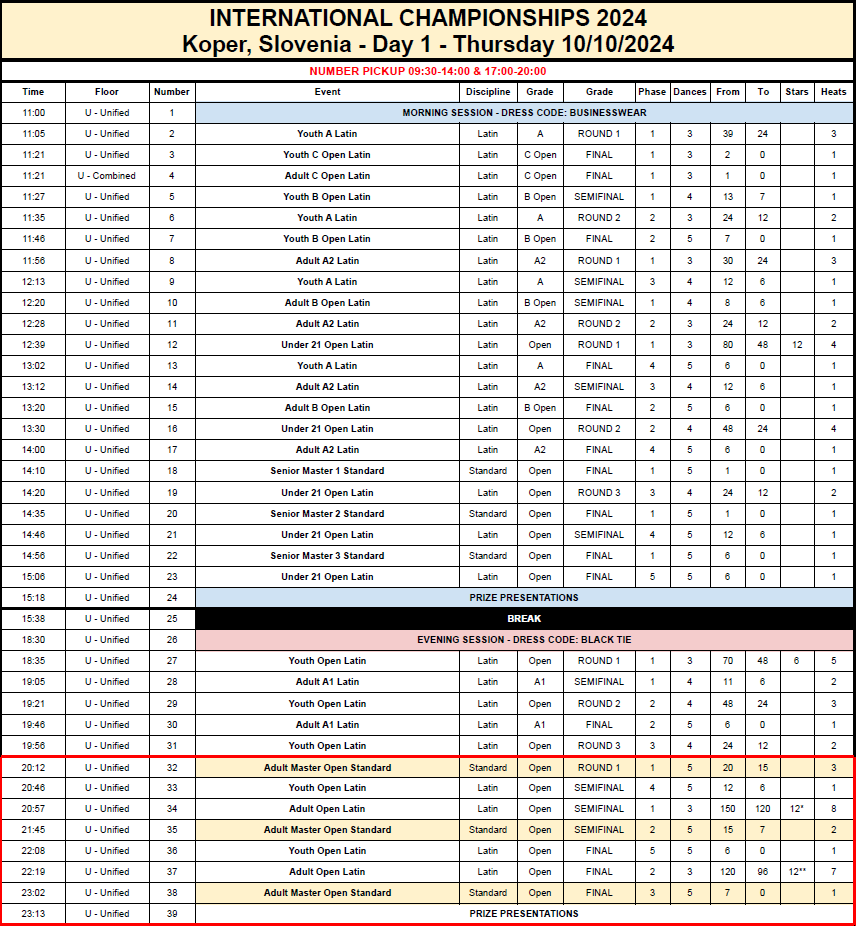 INTERNATIONAL CHAMPIONSHIPS 2024
Koper, Slovenia - Day 1 - Thursday 10/10/2024
NUMBER PICKUP 09:30-14:00 & 17:00-20:00
Time Floor Number Event Discipline Grade Grade Phase Dances From To Stars Heats
11:00 U - Unified 1 MORNING SESSION - DRESS CODE: BUSINESWEAR
11:05 U - Unified 2 Youth A Latin Latin A ROUND 1 1 3 39 24 3
11:21 U - Unified 3 Youth C Open Latin Latin C Open FINAL 1 3 2 0 1
11:21 U - Combined 4 Adult C Open Latin Latin C Open FINAL 1 3 1 0 1
11:27 U - Unified 5 Youth B Open Latin Latin B Open SEMIFINAL 1 4 13 7 1
11:35 U - Unified 6 Youth A Latin Latin A ROUND 2 2 3 24 12 2
11:46 U - Unified 7 Youth B Open Latin Latin B Open FINAL 2 5 7 0 1
11:56 U - Unified 8 Adult A2 Latin Latin A2 ROUND 1 1 3 30 24 3
12:13 U - Unified 9 Youth A Latin Latin A SEMIFINAL 3 4 12 6 1
12:20 U - Unified 10 Adult B Open Latin Latin B Open SEMIFINAL 1 4 8 6 1
12:28 U - Unified 11 Adult A2 Latin Latin A2 ROUND 2 2 3 24 12 2
12:39 U - Unified 12 Under 21 Open Latin Latin Open ROUND 1 1 3 80 48 12 4
13:02 U - Unified 13 Youth A Latin Latin A FINAL 4 5 6 0 1
13:12 U - Unified 14 Adult A2 Latin Latin A2 SEMIFINAL 3 4 12 6 1
13:20 U - Unified 15 Adult B Open Latin Latin B Open FINAL 2 5 6 0 1
13:30 U - Unified 16 Under 21 Open Latin Latin Open ROUND 2 2 4 48 24 4
14:00 U - Unified 17 Adult A2 Latin Latin A2 FINAL 4 5 6 0 1
14:10 U - Unified 18 Senior Master 1 Standard Standard Open FINAL 1 5 1 0 1
14:20 U - Unified 19 Under 21 Open Latin Latin Open ROUND 3 3 4 24 12 2
14:35 U - Unified 20 Senior Master 2 Standard Standard Open FINAL 1 5 1 0 1
14:46 U - Unified 21 Under 21 Open Latin Latin Open SEMIFINAL 4 5 12 6 1
14:56 U - Unified 22 Senior Master 3 Standard Standard Open FINAL 1 5 6 0 1
15:06 U - Unified 23 Under 21 Open Latin Latin Open FINAL 5 5 6 0 1
15:18 U - Unified 24 PRIZE PRESENTATIONS
15:38 U - Unified 25 BREAK
18:30 U - Unified 26 EVENING SESSION - DRESS CODE: BLACK TIE
18:35 U - Unified 27 Youth Open Latin Latin Open ROUND 1 1 3 70 48 6 5
19:05 U - Unified 28 Adult A1 Latin Latin A1 SEMIFINAL 1 4 11 6 2
19:21 U - Unified 29 Youth Open Latin Latin Open ROUND 2 2 4 48 24 3
19:46 U - Unified 30 Adult A1 Latin Latin A1 FINAL 2 5 6 0 1
19:56 U - Unified 31 Youth Open Latin Latin Open ROUND 3 3 4 24 12 2
20:12 U - Unified 32 Adult Master Open Standard Standard Open ROUND 1 1 5 20 15 3
20:46 U - Unified 33 Youth Open Latin Latin Open SEMIFINAL 4 5 12 6 1
20:57 U - Unified 34 Adult Open Latin Latin Open SEMIFINAL 1 3 150 120 12* 8
21:45 U - Unified 35 Adult Master Open Standard Standard Open SEMIFINAL 2 5 15 7 2
22:08 U - Unified 36 Youth Open Latin Latin Open FINAL 5 5 6 0 1
22:19 U - Unified 37 Adult Open Latin Latin Open FINAL 2 3 120 96 12** 7
23:02 U - Unified 38 Adult Master Open Standard Standard Open FINAL 3 5 7 0 1
23:13 U - Unified 39 PRIZE PRESENTATIONS